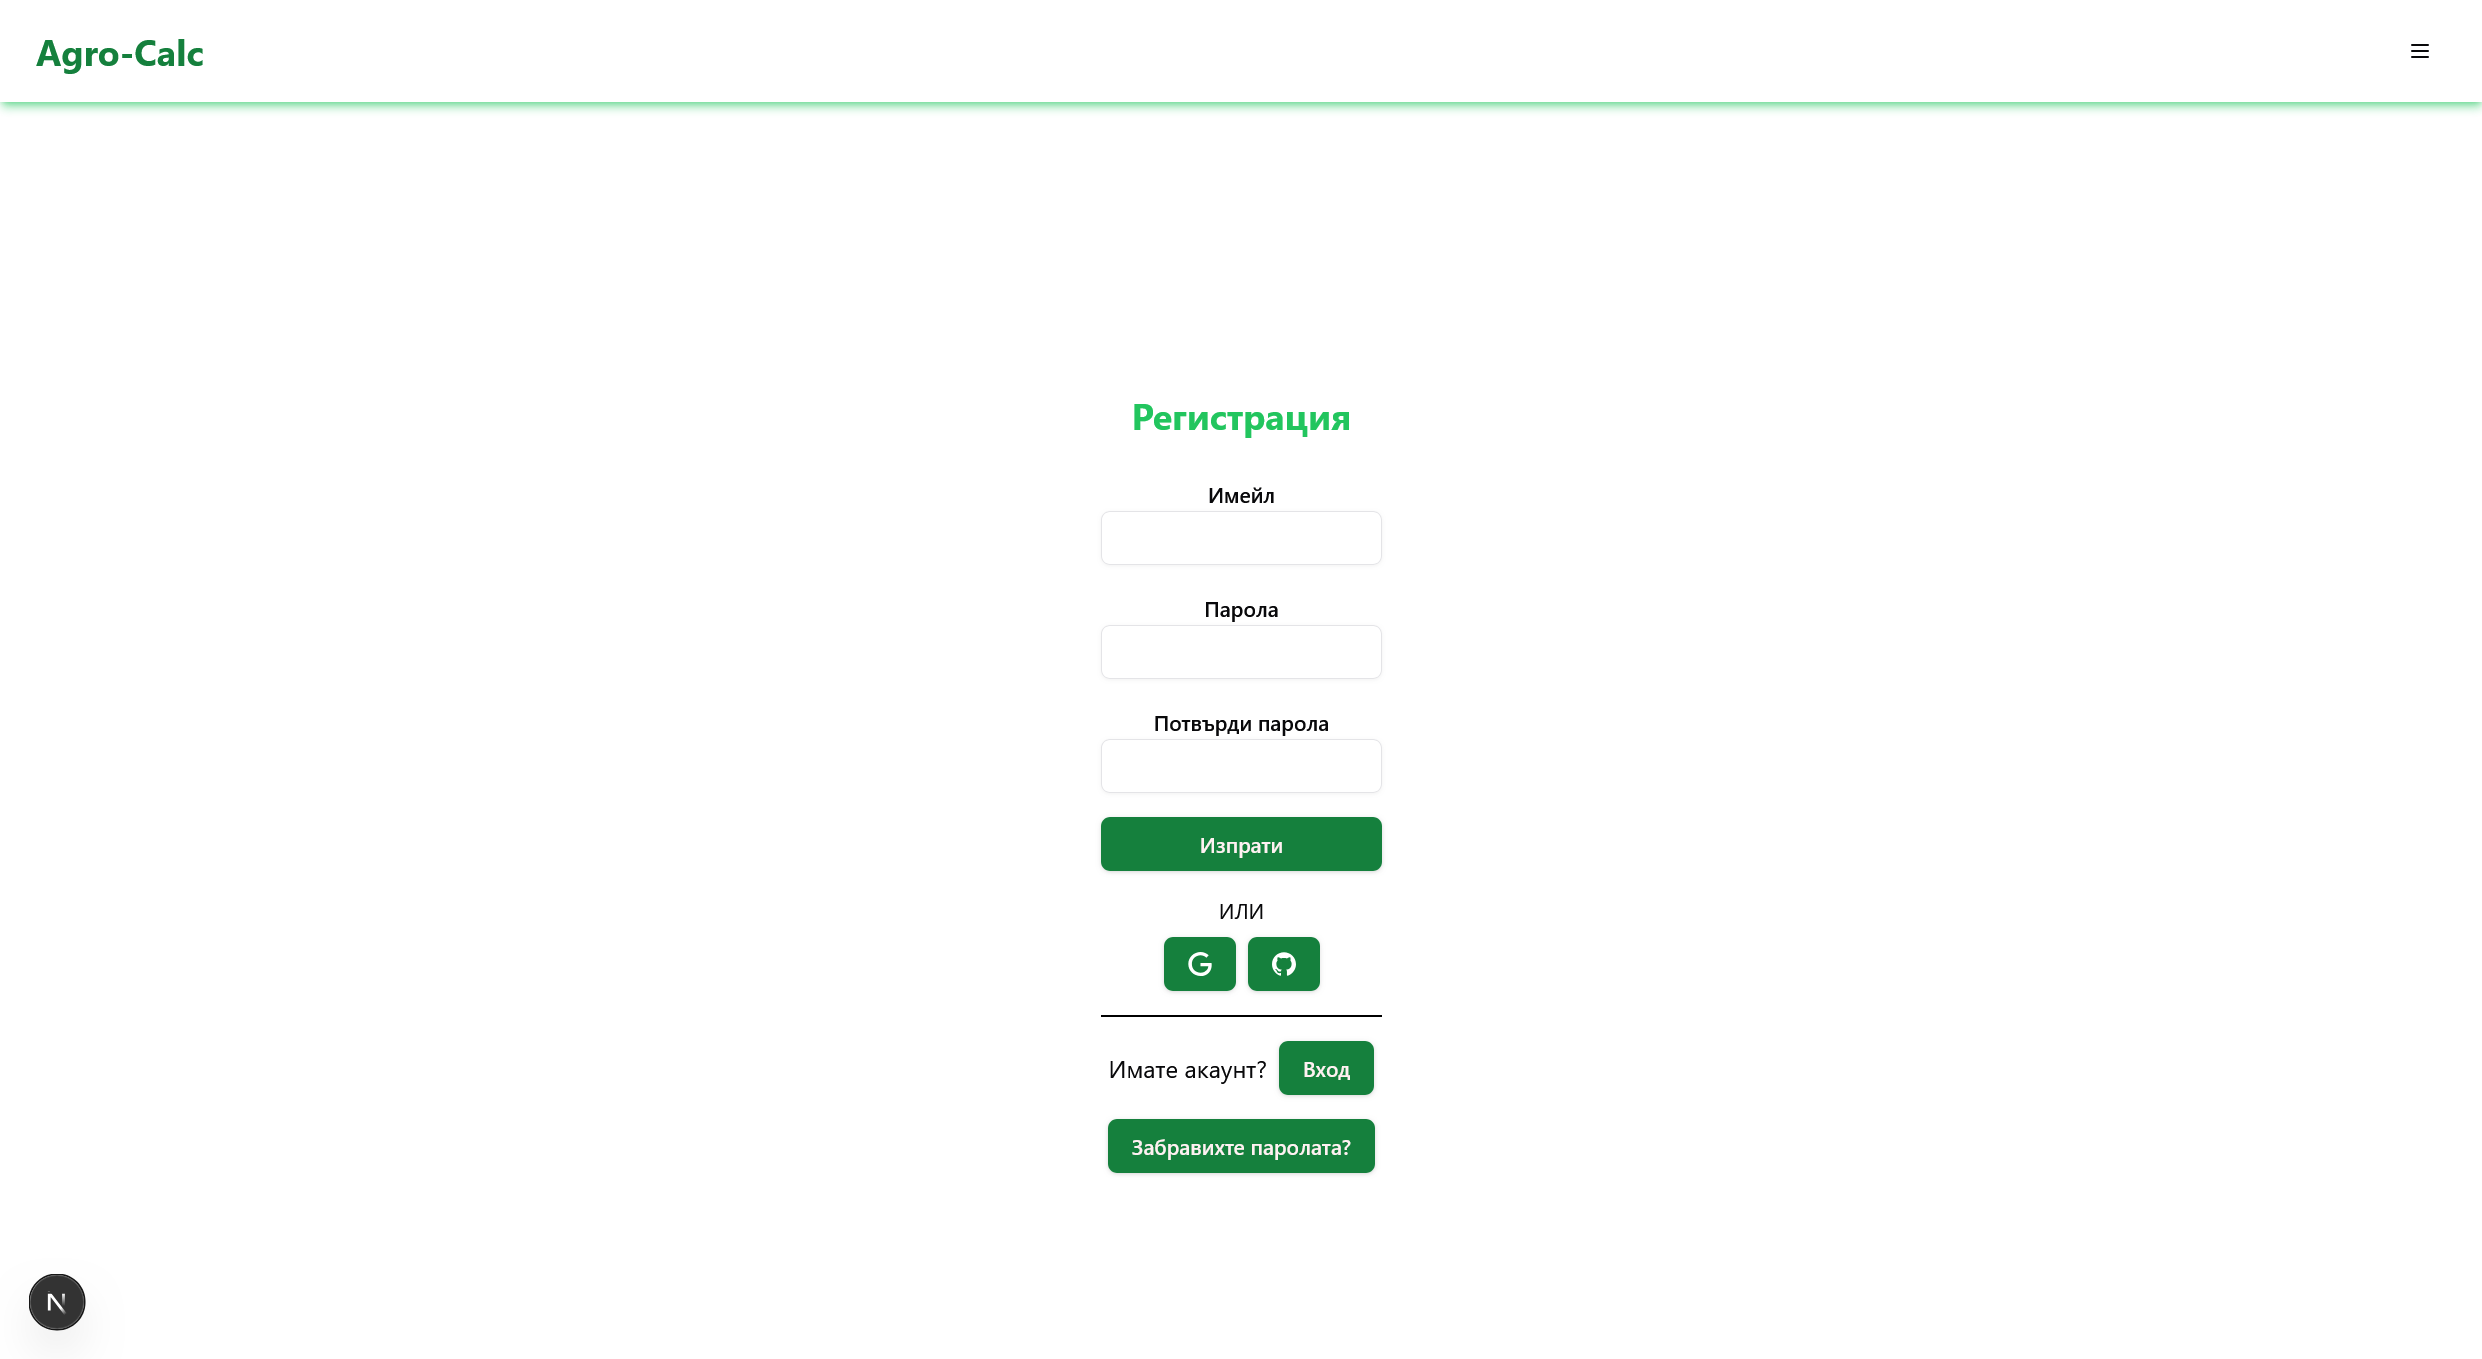 Agro-Calc
Регистрация
Имейл
Парола
Потвърди парола
Изпрати
ИЛИ
Имате акаунт? Вход
Забравихте паролата?